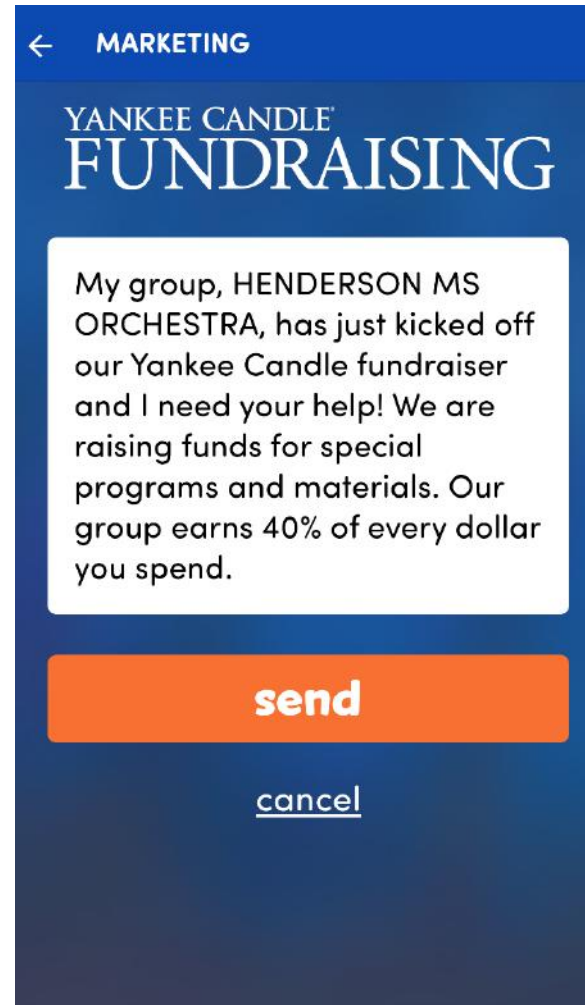 MARKETING
YANKEE CANDLE®
FUNDRAISING
My group, HENDERSON MS
ORCHESTRA, has just kicked off
our Yankee Candle fundraiser
and I need your help! We are
raising funds for special
programs and materials. Our
group earns 40% of every dollar
you spend.
send
cancel